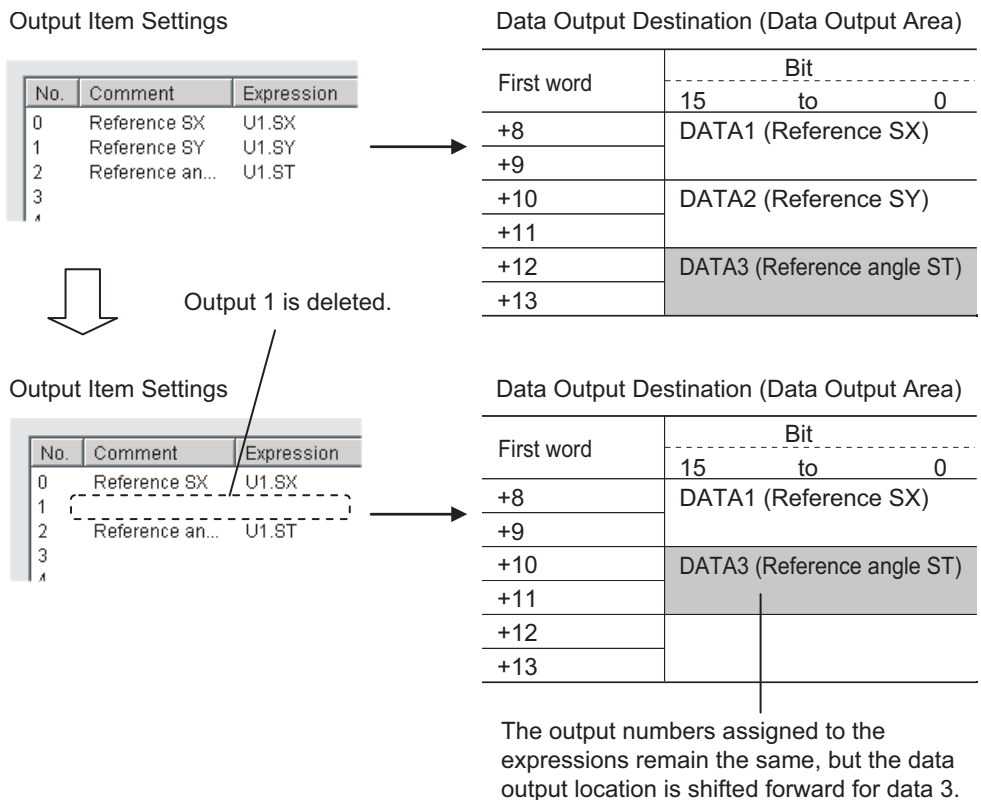 Output Item Settings
No. Comment Expression
0 Reference SX U1.SX
1 Reference SY U1.SY
2 Reference an... U1.ST
3
4
Data Output Destination (Data Output Area)
First word Bit
15 to 0
+8 DATA1 (Reference SX)
+9
+10 DATA2 (Reference SY)
+11
+12 DATA3 (Reference angle ST)
+13
Output 1 is deleted.
Output Item Settings
No. Comment Expression
0 Reference SX U1.SX
1
2 Reference an... U1.ST
3
4
Data Output Destination (Data Output Area)
First word Bit
15 to 0
+8 DATA1 (Reference SX)
+9
+10 DATA3 (Reference angle ST)
+11
+12
+13
The output numbers assigned to the
expressions remain the same, but the data
output location is shifted forward for data 3.